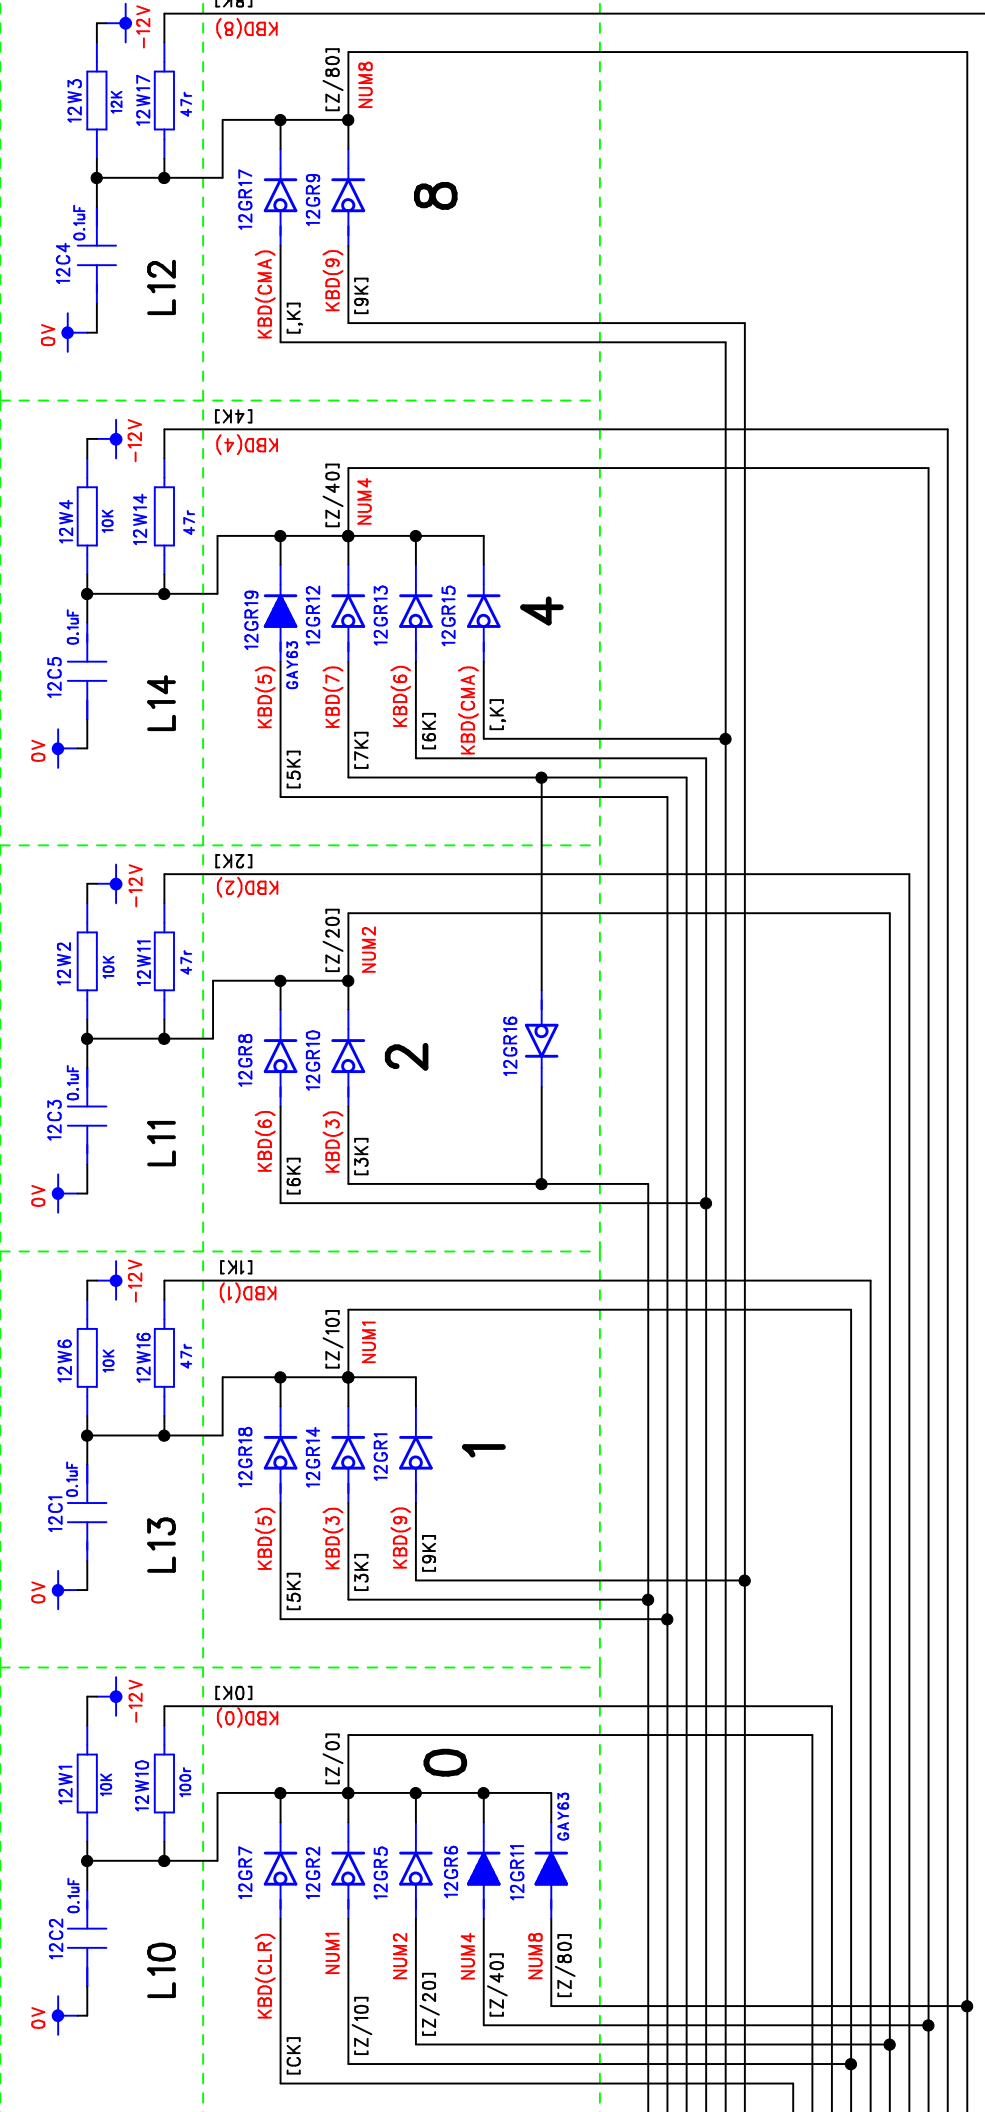 [8K]
KBD(8)
-12V
12W3
12K
12W17
47r
[Z/80]
NUM8
12GR17
12GR9
8
0.1uF
12C4
L12
0V
KBD(CMA)
[,K]
KBD(9)
[9K]
[4K]
KBD(4)
-12V
12W4
10K
12W14
47r
[Z/40]
NUM4
12GR19
GAY63
12GR12
12GR13
12GR15
4
0.1uF
12C5
L14
0V
KBD(5)
[5K]
KBD(7)
[7K]
KBD(6)
[6K]
KBD(CMA)
[,K]
[2K]
KBD(2)
-12V
12W2
10K
12W11
47r
[Z/20]
NUM2
12GR8
12GR10
2
12GR16
0.1uF
12C3
L11
0V
KBD(6)
[6K]
KBD(3)
[3K]
[1K]
KBD(1)
-12V
12W6
10K
12W16
47r
[Z/10]
NUM1
12GR18
12GR14
12GR1
1
0.1uF
12C1
L13
0V
KBD(5)
[5K]
KBD(3)
[3K]
KBD(9)
[9K]
[0K]
KBD(0)
-12V
12W1
10K
12W10
100r
[Z/0]
0
12GR7
12GR2
12GR5
12GR6
12GR11
GAY63
0.1uF
12C2
L10
0V
KBD(CLR)
[CK]
NUM1
[Z/10]
NUM2
[Z/20]
NUM4
[Z/40]
NUM8
[Z/80]